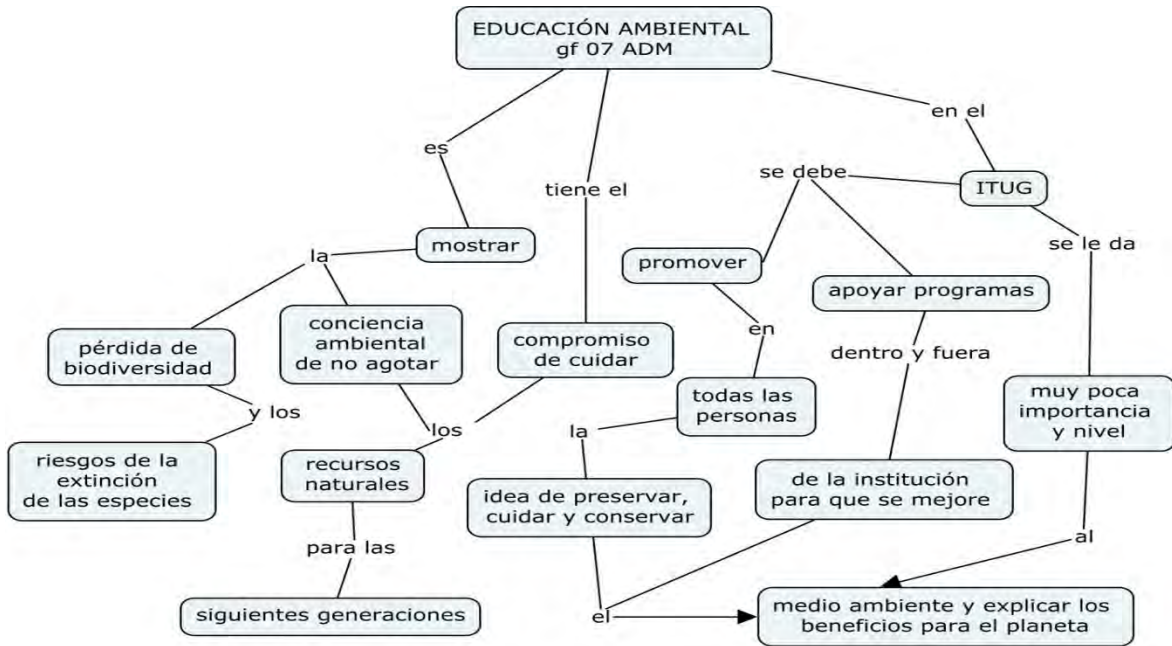 EDUCACIÓN AMBIENTAL
gf 07 ADM
en el
es
se debe
ITUG
tiene el
mostrar
se le da
la
promover
apoyar programas
conciencia
ambiental
de no agotar
pérdida de
biodiversidad
compromiso
de cuidar
en
dentro y fuera
todas las
personas
muy poca
importancia
y nivel
y los
los
la
riesgos de la
extinción
de las especies
recursos
naturales
idea de preservar,
cuidar y conservar
de la institución
para que se mejore
para las
al
siguientes generaciones
el
medio ambiente y explicar los
beneficios para el planeta